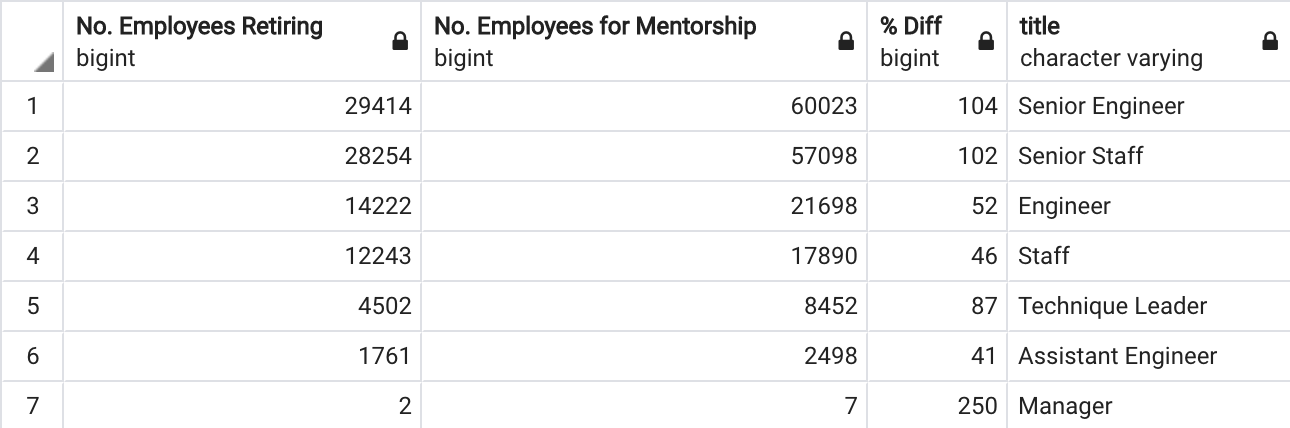 No. Employees Retiring No. Employees for Mentorship % Diff title
bigint bigint bigint character varying
1 29414 60023 104 Senior Engineer
2 28254 57098 102 Senior Staff
3 14222 21698 52 Engineer
4 12243 17890 46 Staff
5 4502 8452 87 Technique Leader
6 1761 2498 41 Assistant Engineer
7 2 7 250 Manager